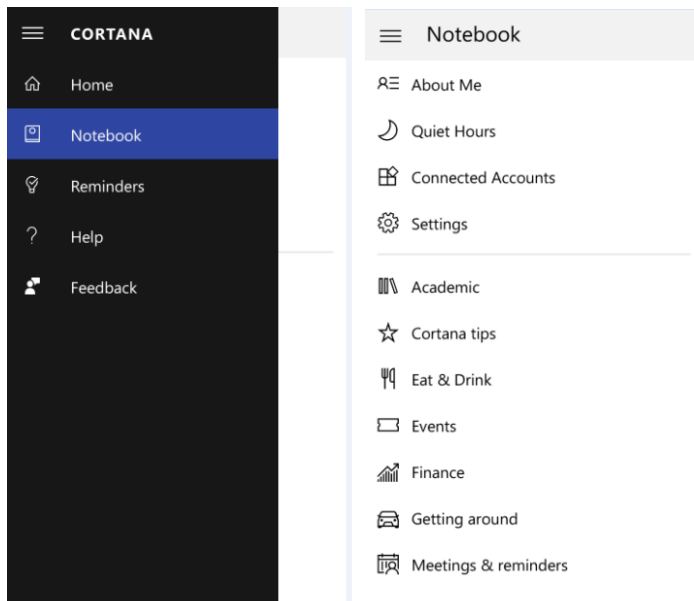 CORTANA
Home
Notebook
Reminders
Help
Feedback
Notebook
About Me
Quiet Hours
Connected Accounts
Settings
Academic
Cortana tips
Eat & Drink
Events
Finance
Getting around
Meetings & reminders